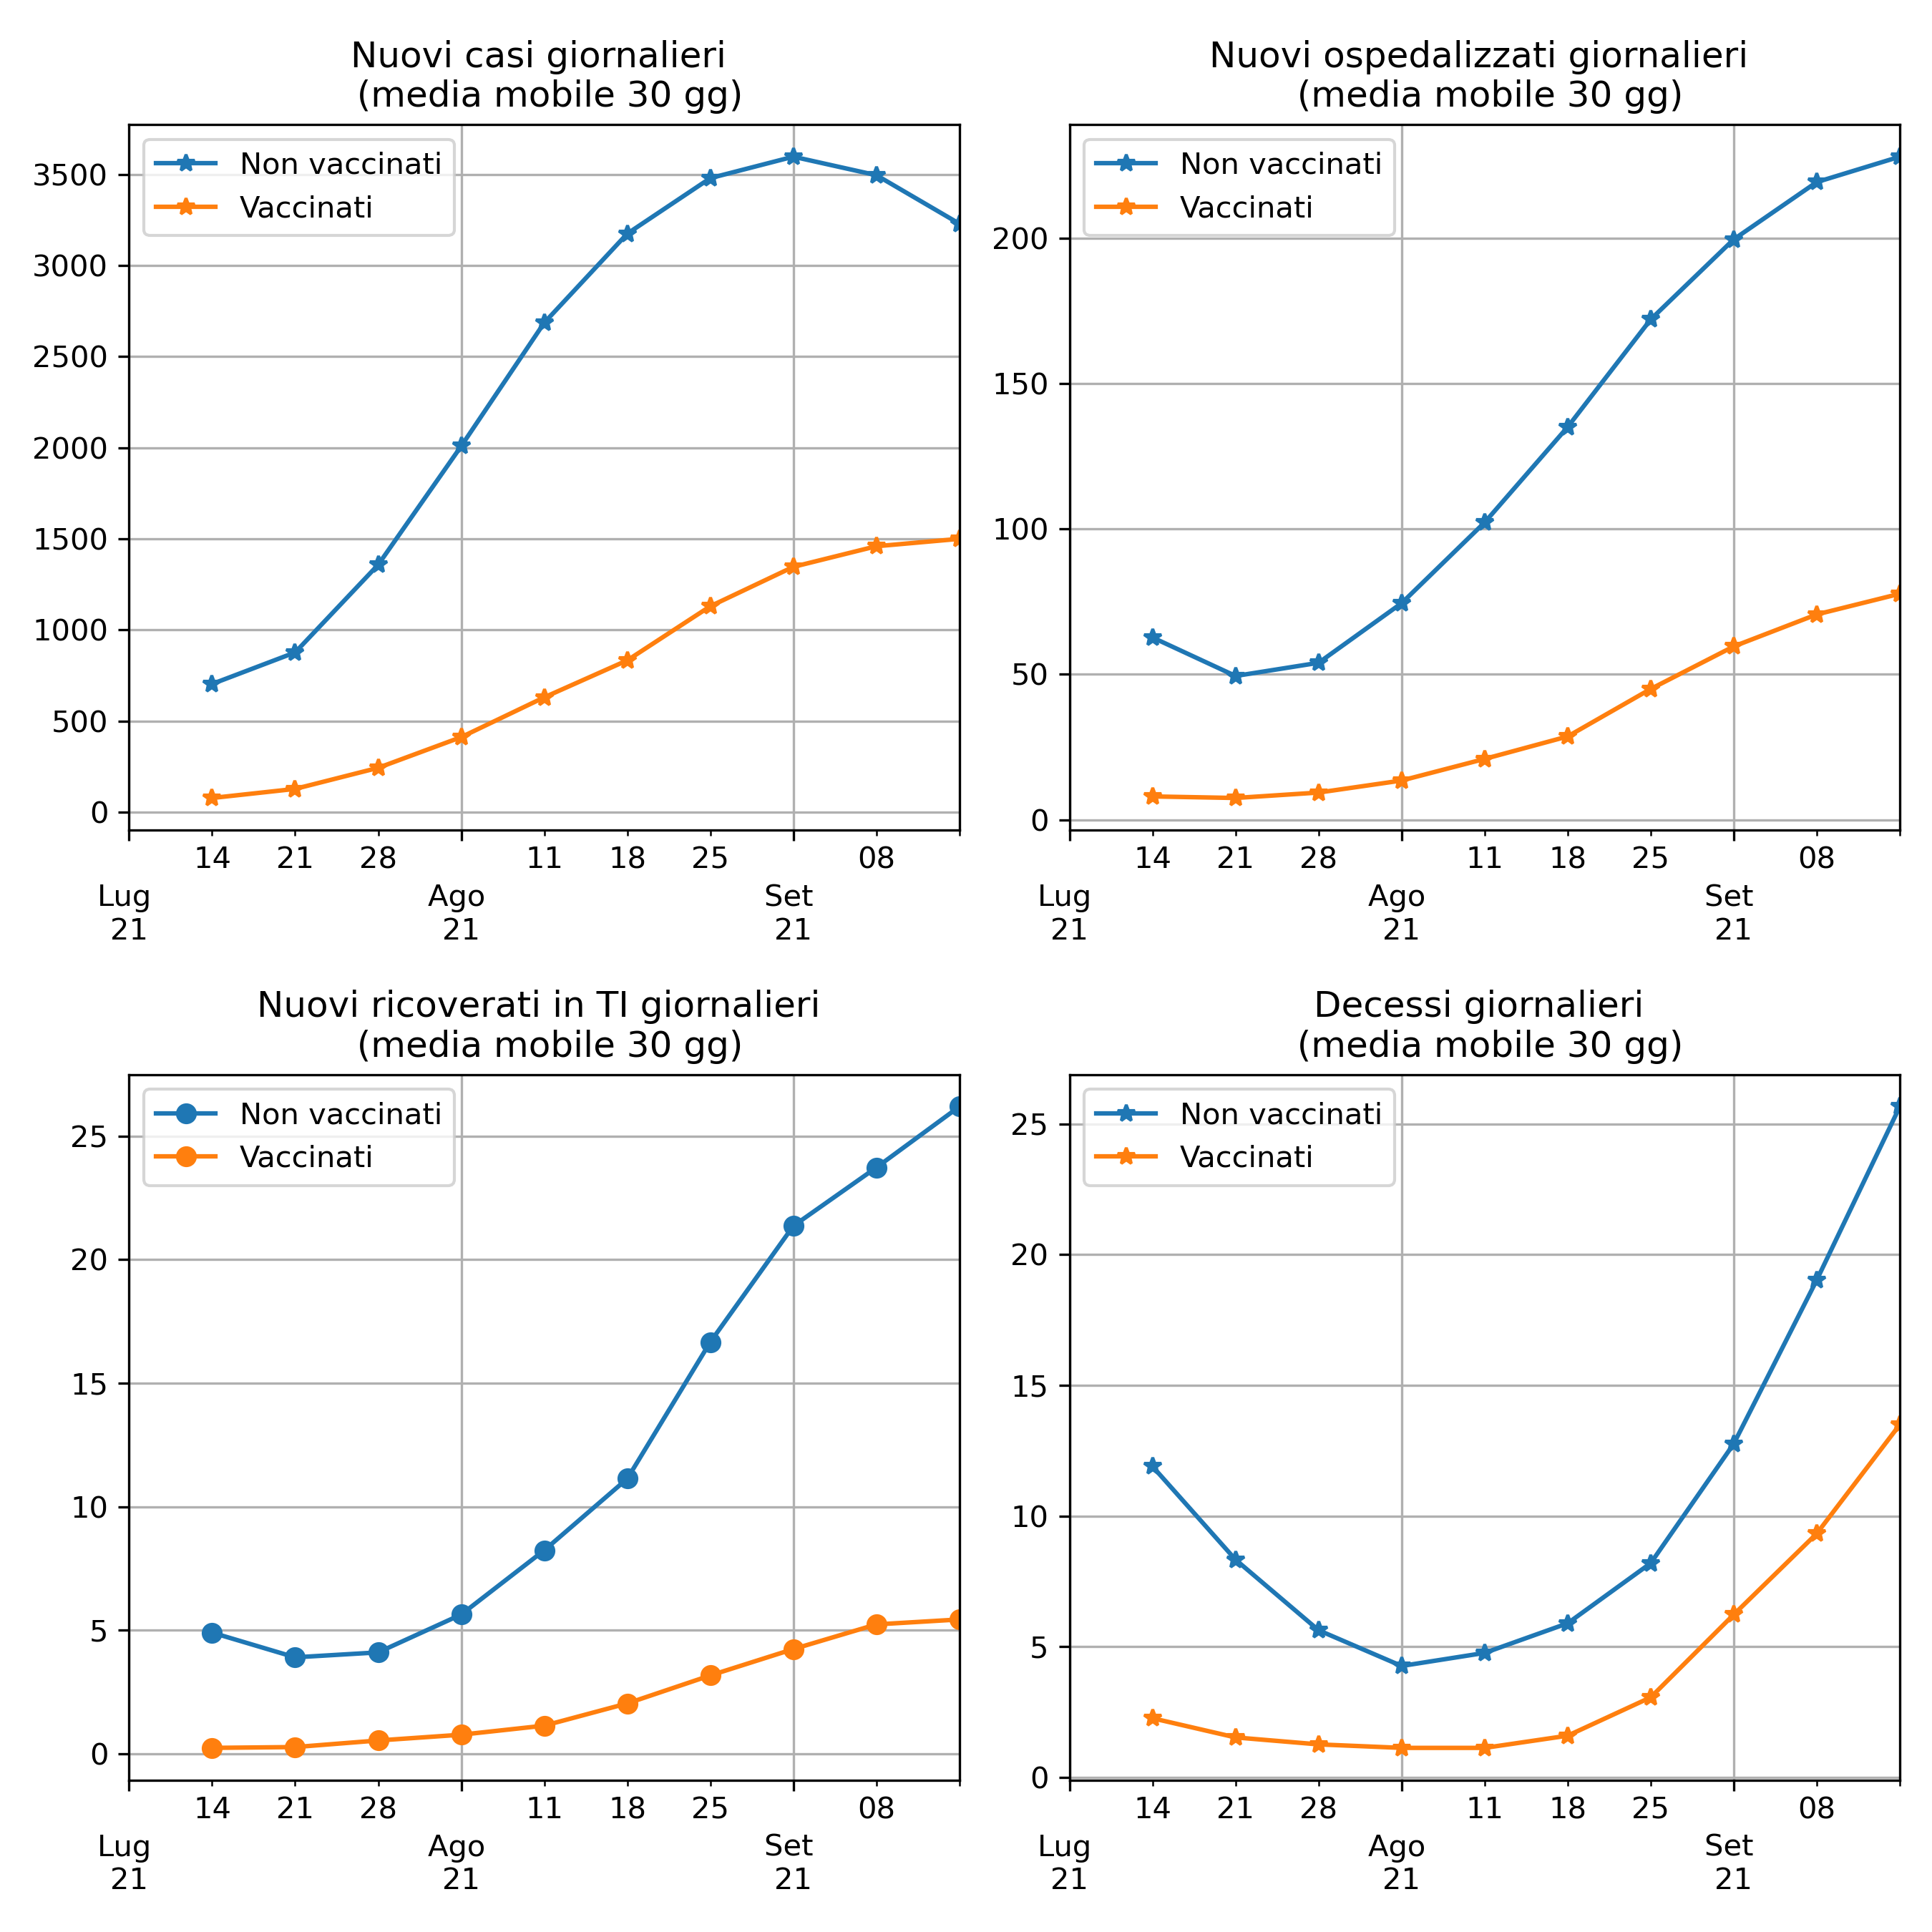 Nuovi casi giornalieri
(media mobile 30 gg)
Non vaccinati
Vaccinati
3500
3000
2500
2000
1500
1000
500
0
14 21 28 11 18 25 08
Lug Ago Set
21 21 21
Nuovi ospedalizzati giornalieri
(media mobile 30 gg)
Non vaccinati
Vaccinati
200
150
100
50
0
14 21 28 11 18 25 08
Lug Ago Set
21 21 21
Nuovi ricoverati in TI giornalieri
(media mobile 30 gg)
Non vaccinati
Vaccinati
25
20
15
10
5
0
14 21 28 11 18 25 08
Lug Ago Set
21 21 21
Decessi giornalieri
(media mobile 30 gg)
Non vaccinati
Vaccinati
25
20
15
10
5
0
14 21 28 11 18 25 08
Lug Ago Set
21 21 21